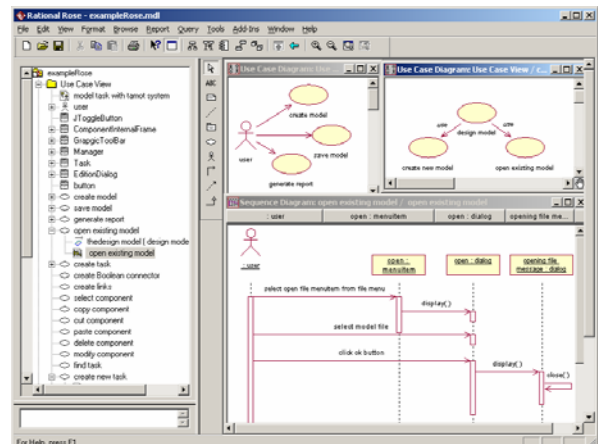 Rational Rose - exampleRose.mdl
File Edit View Format Browse Report Query Tools Add-Ins Window Help
exampleRose
Use Case View
model task with tamot system
user
JToggleButton
ComponentInternalFrame
GrapgicToolBar
Manager
Task
EditionDialog
button
create model
save model
generate report
open existing model
thedesign model { design mode
open existing model
create task
create Boolean connector
create links
select component
copy component
cut component
paste component
delete component
modify component
find task
create new task
ABC
Use Case Diagram: Use
create model
user
save model
generate report
Use Case Diagram: Use Case View / c...
use
use
design model
create new model
open existing model
Sequence Diagram: open existing model / open existing model
: user
open : menuitem
open : dialog
opening file me...
: user
open :
menuitem
open : dialog
opening file
message : dialog
select open file menuitem from file menu
display( )
select model file
click ok button
display( )
close( )
For Help, press F1